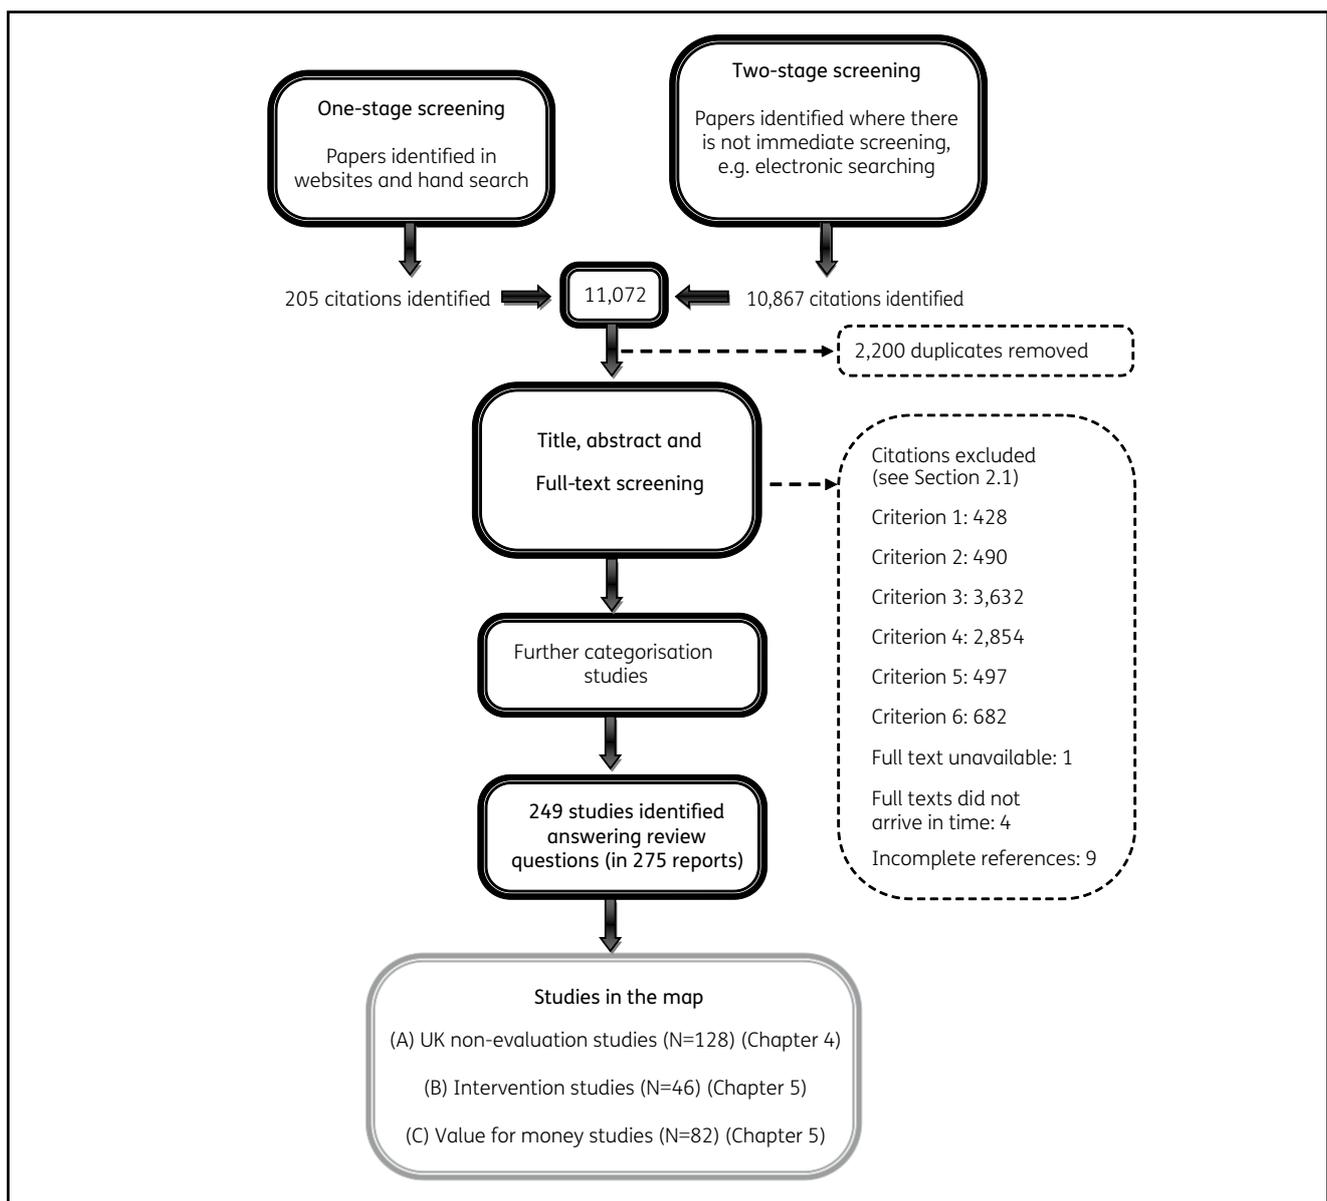 One-stage screening
Papers identified in
websites and hand search
Two-stage screening
Papers identified where there
is not immediate screening,
e.g. electronic searching
205 citations identified
11,072
10,867 citations identified
2,200 duplicates removed
Title, abstract and
Full-text screening
Citations excluded
(see Section 2.1)
Criterion 1: 428
Criterion 2: 490
Criterion 3: 3,632
Criterion 4: 2,854
Criterion 5: 497
Criterion 6: 682
Full text unavailable: 1
Full texts did not
arrive in time: 4
Incomplete references: 9
Further categorisation
studies
249 studies identified
answering review
questions (in 275 reports)
Studies in the map
(A) UK non-evaluation studies (N=128) (Chapter 4)
(B) Intervention studies (N=46) (Chapter 5)
(C) Value for money studies (N=82) (Chapter 5)